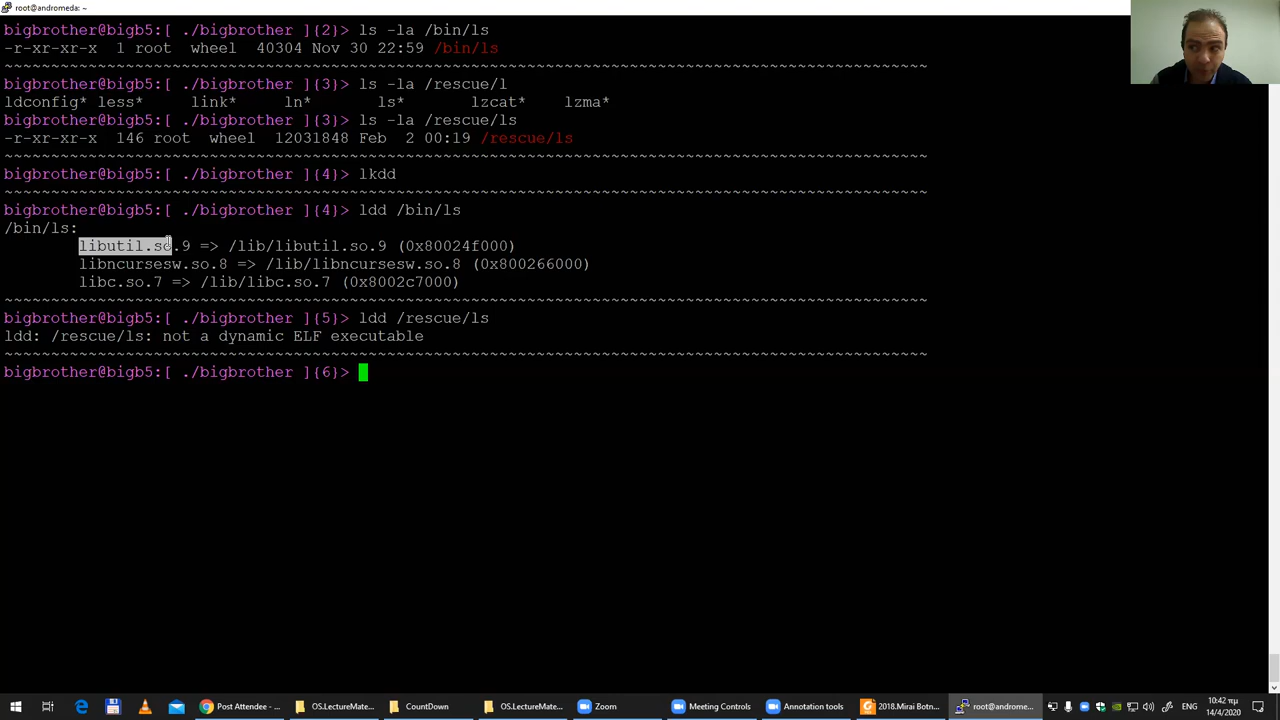 root@andromeda: ~
bigbrother@bigb5:[ ./bigbrother ]{2}> ls -la /bin/ls
-r-xr-xr-x  1 root  wheel  40304 Nov 30 22:59 /bin/ls
~~~~~~~~~~~~~~~~~~~~~~~~~~~~~~~~~~~~~~~~~~~~~~~~~~~~~~~~~~~~~~~~~~~~~~~~~~~~~~~~~~~~~~~~~~~~~~~~~~~
bigbrother@bigb5:[ ./bigbrother ]{3}> ls -la /rescue/l
ldconfig* less*     link*     ln*      ls*       lzcat*    lzma*
bigbrother@bigb5:[ ./bigbrother ]{3}> ls -la /rescue/ls
-r-xr-xr-x  146 root  wheel  12031848 Feb  2 00:19 /rescue/ls
~~~~~~~~~~~~~~~~~~~~~~~~~~~~~~~~~~~~~~~~~~~~~~~~~~~~~~~~~~~~~~~~~~~~~~~~~~~~~~~~~~~~~~~~~~~~~~~~~~~
bigbrother@bigb5:[ ./bigbrother ]{4}> lkdd
~~~~~~~~~~~~~~~~~~~~~~~~~~~~~~~~~~~~~~~~~~~~~~~~~~~~~~~~~~~~~~~~~~~~~~~~~~~~~~~~~~~~~~~~~~~~~~~~~~~
bigbrother@bigb5:[ ./bigbrother ]{4}> ldd /bin/ls
/bin/ls:
libutil.so.9 => /lib/libutil.so.9 (0x80024f000)
libncursesw.so.8 => /lib/libncursesw.so.8 (0x800266000)
libc.so.7 => /lib/libc.so.7 (0x8002c7000)
~~~~~~~~~~~~~~~~~~~~~~~~~~~~~~~~~~~~~~~~~~~~~~~~~~~~~~~~~~~~~~~~~~~~~~~~~~~~~~~~~~~~~~~~~~~~~~~~~~~
bigbrother@bigb5:[ ./bigbrother ]{5}> ldd /rescue/ls
ldd: /rescue/ls: not a dynamic ELF executable
~~~~~~~~~~~~~~~~~~~~~~~~~~~~~~~~~~~~~~~~~~~~~~~~~~~~~~~~~~~~~~~~~~~~~~~~~~~~~~~~~~~~~~~~~~~~~~~~~~~
bigbrother@bigb5:[ ./bigbrother ]{6}>
Post Attendee - ... OS.LectureMate... CountDown OS.LectureMate... Zoom Meeting Controls Annotation tools 2018.Mirai Botn... root@androme... ΠΗ 10:42 πμ
14/4/2020